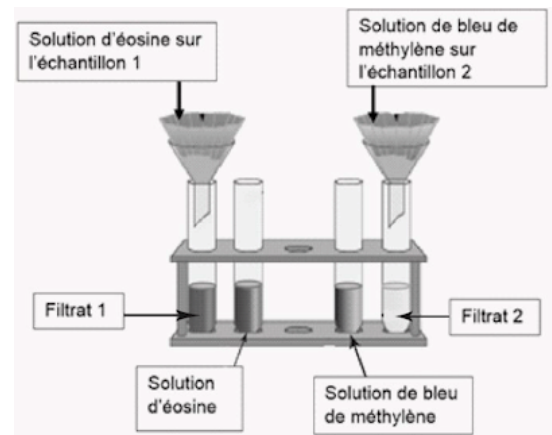 Solution d'éosine sur
l'échantillon 1
Solution de bleu de
méthylène sur
l'échantillon 2
Filtrat 1
Filtrat 2
Solution
d'éosine
Solution de bleu
de méthylène